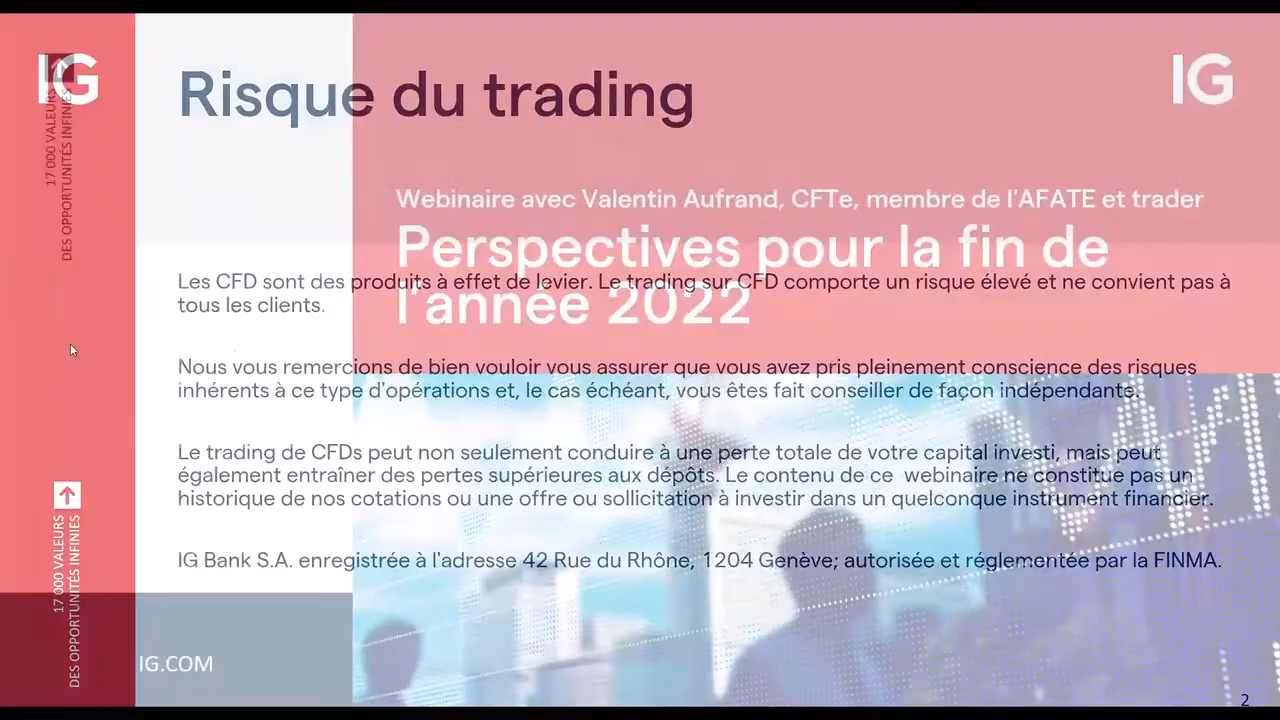 IG
IG
17 000 VALEURS
DES OPPORTUNITÉS INFINIES
Risque du trading
Webinaire avec Valentin Aufrand, CFTe, membre de l'AFATE et trader
Perspectives pour la fin de
l'année 2022
Les CFD sont des produits à effet de levier. Le trading sur CFD comporte un risque élevé et ne convient pas à
tous les clients.
Nous vous remercions de bien vouloir vous assurer que vous avez pris pleinement conscience des risques
inhérents à ce type d'opérations et, le cas échéant, vous êtes fait conseiller de façon indépendante.
Le trading de CFDs peut non seulement conduire à une perte totale de votre capital investi, mais peut
également entraîner des pertes supérieures aux dépôts. Le contenu de ce webinaire ne constitue pas un
historique de nos cotations ou une offre ou sollicitation à investir dans un quelconque instrument financier.
IG Bank S.A. enregistrée à l'adresse 42 Rue du Rhône, 1204 Genève; autorisée et réglementée par la FINMA.
17 000 VALEURS
DES OPPORTUNITÉS INFINIES
IG.COM
2